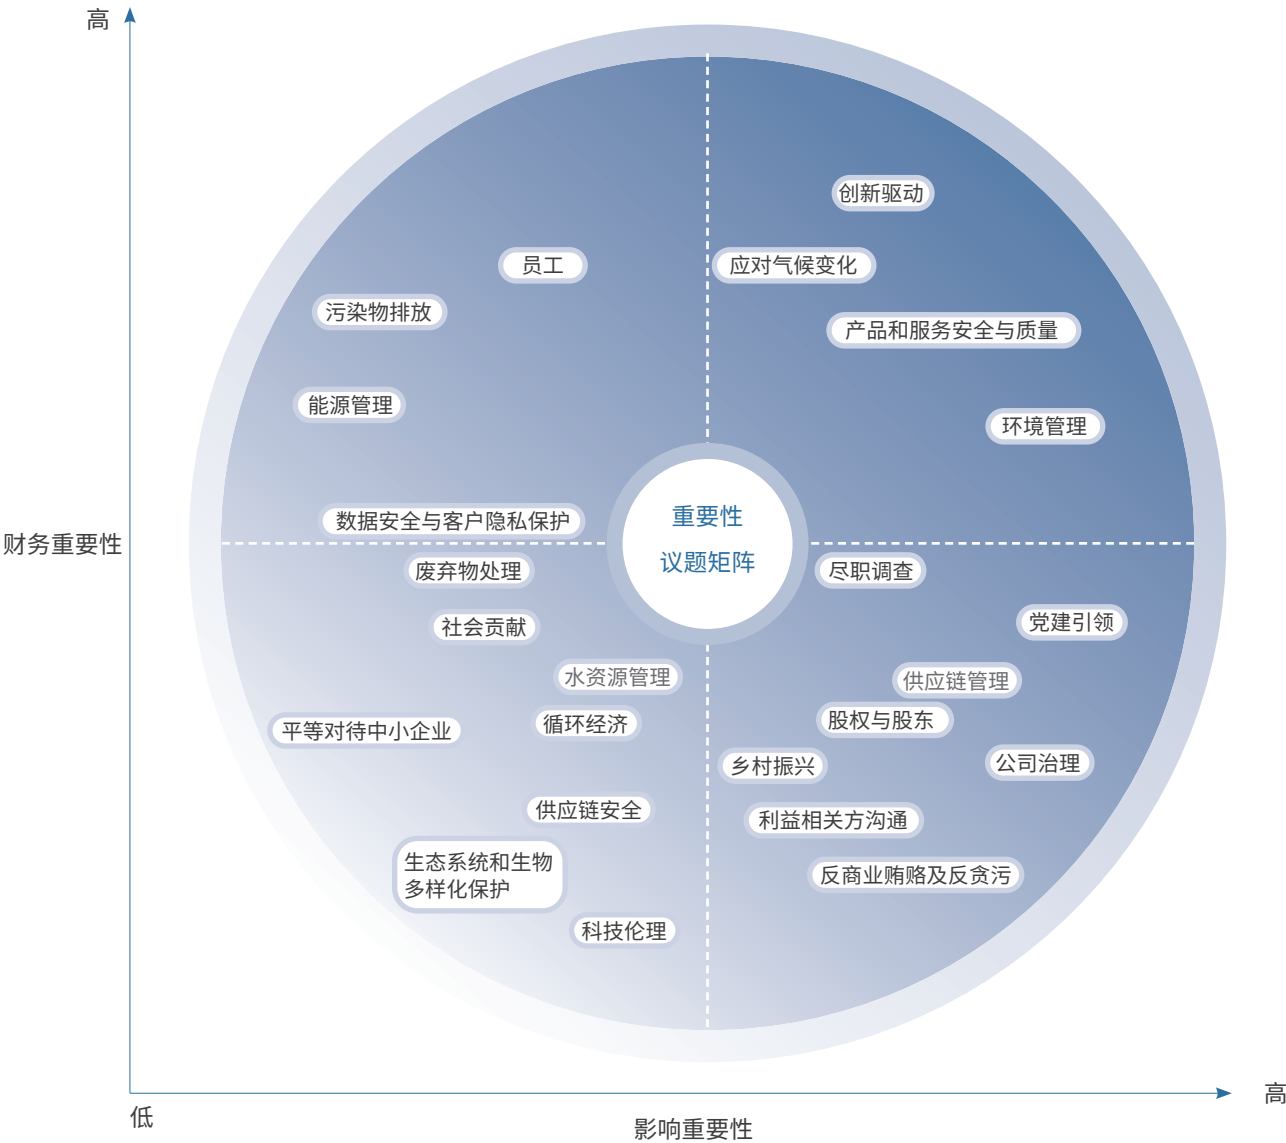 高
创新驱动
员工
应对气候变化
污染物排放
产品和服务安全与质量
能源管理
环境管理
重要性
议题矩阵
数据安全与客户隐私保护
财务重要性
废弃物处理
尽职调查
社会贡献
党建引领
水资源管理
供应链管理
循环经济
股权与股东
平等对待中小企业
乡村振兴
公司治理
供应链安全
利益相关方沟通
生态系统和生物
多样化保护
反商业贿赂及反贪污
科技伦理
高
低
影响重要性